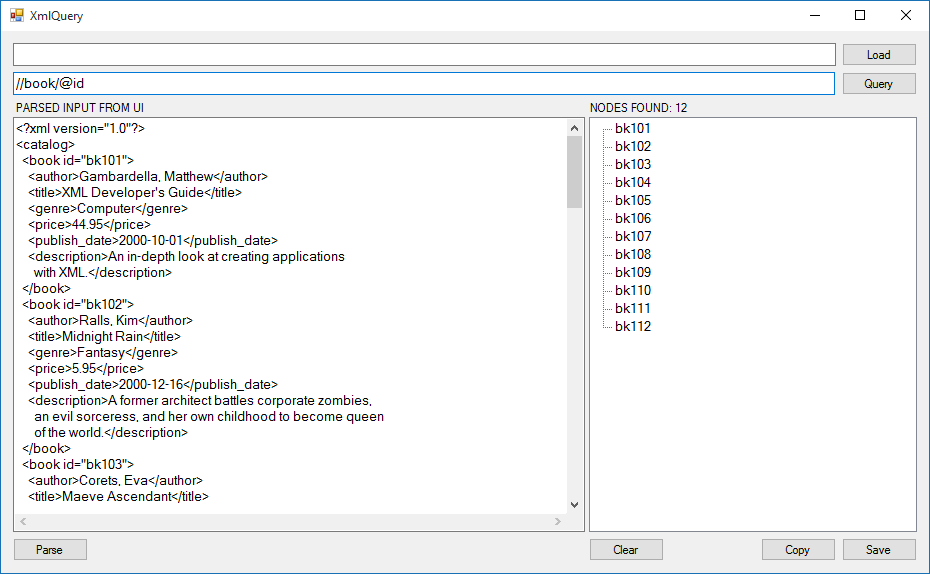 XmlQuery
Load
//book/@id
Query
PARSED INPUT FROM UI
NODES FOUND: 12
<?xml version="1.0"?>
<catalog>
<book id="bk101">
<author>Gambardella, Matthew</author>
<title>XML Developer's Guide</title>
<genre>Computer</genre>
<price>44.95</price>
<publish_date>2000-10-01</publish_date>
<description>An in-depth look at creating applications
with XML.</description>
</book>
<book id="bk102">
<author>Ralls, Kim</author>
<title>Midnight Rain</title>
<genre>Fantasy</genre>
<price>5.95</price>
<publish_date>2000-12-16</publish_date>
<description>A former architect battles corporate zombies,
an evil sorceress, and her own childhood to become queen
of the world.</description>
</book>
<book id="bk103">
<author>Corets, Eva</author>
<title>Maeve Ascendant</title>
bk101
bk102
bk103
bk104
bk105
bk106
bk107
bk108
bk109
bk110
bk111
bk112
Parse
Clear
Copy
Save